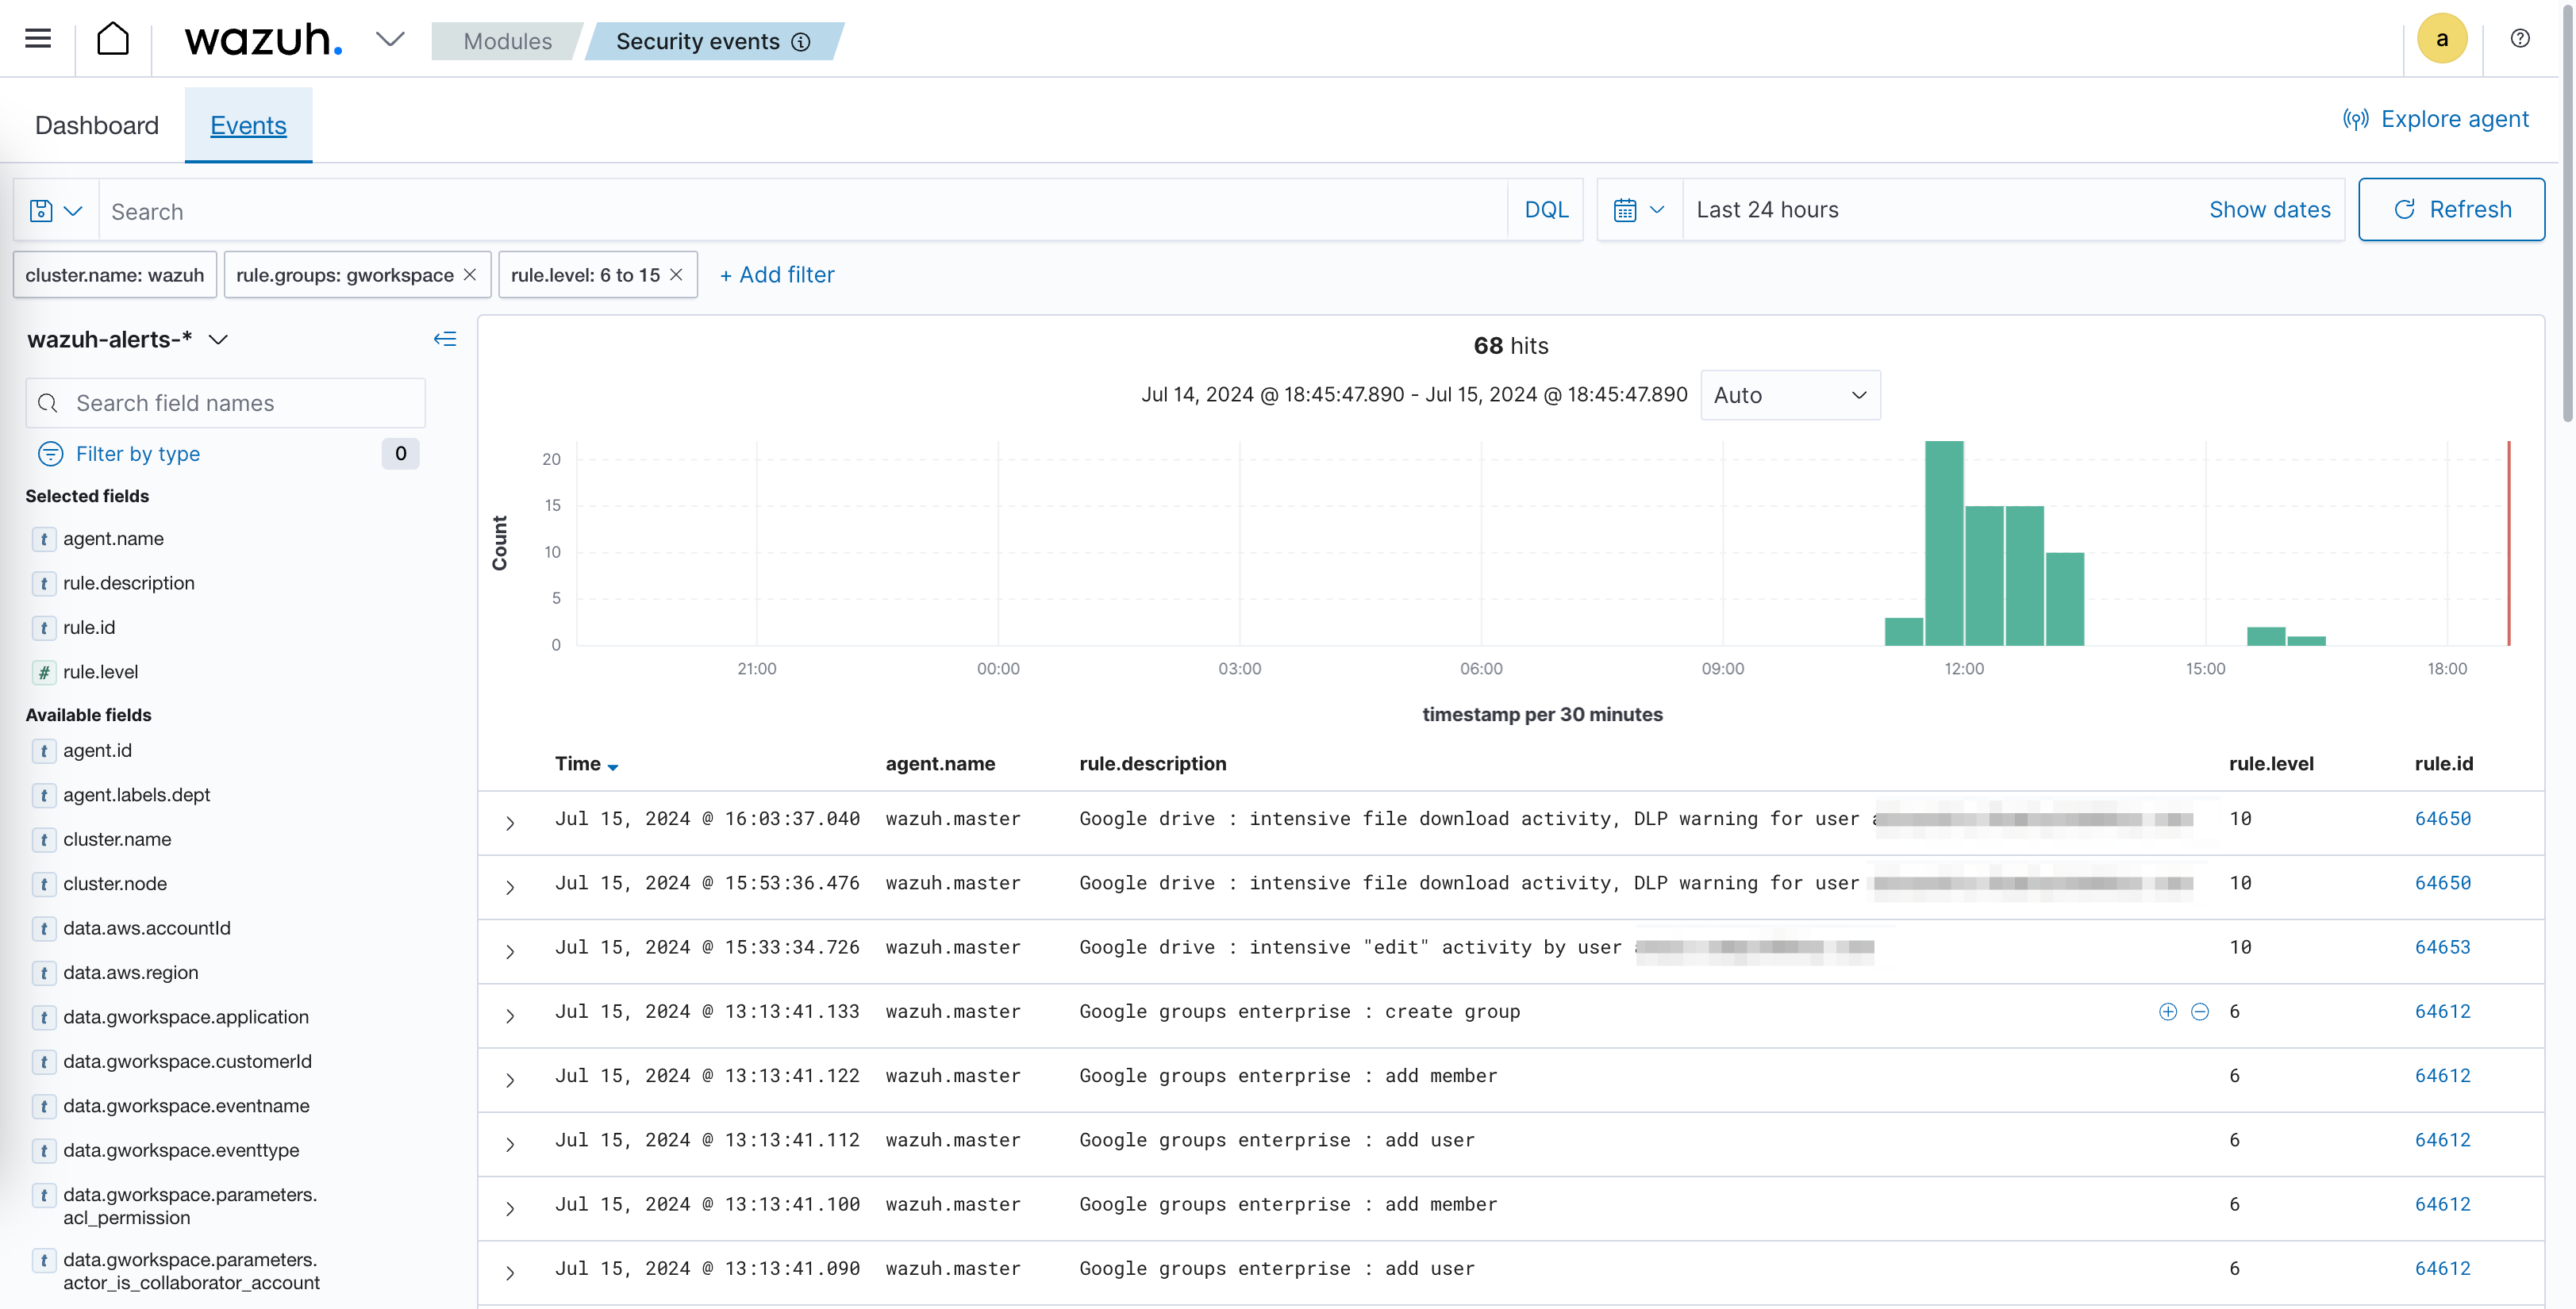 wazuh.
Modules
Security events
a
Dashboard
Events
Explore agent
Search
DQL
Last 24 hours
Show dates
Refresh
cluster.name: wazuh
rule.groups: gworkspace
rule.level: 6 to 15
+ Add filter
wazuh-alerts-*
Search field names
Filter by type
0
Selected fields
t agent.name
t rule.description
t rule.id
# rule.level
Available fields
t agent.id
t agent.labels.dept
t cluster.name
t cluster.node
t data.aws.accountId
t data.aws.region
t data.gworkspace.application
t data.gworkspace.customerId
t data.gworkspace.eventname
t data.gworkspace.eventtype
t data.gworkspace.parameters.
acl_permission
t data.gworkspace.parameters.
actor_is_collaborator_account
68 hits
Jul 14, 2024 @ 18:45:47.890 - Jul 15, 2024 @ 18:45:47.890
Auto
Count
20
15
10
5
0
21:00 00:00 03:00 06:00 09:00 12:00 15:00 18:00
timestamp per 30 minutes
Time agent.name rule.description rule.level rule.id
Jul 15, 2024 @ 16:03:37.040 wazuh.master Google drive : intensive file download activity, DLP warning for user 10 64650
Jul 15, 2024 @ 15:53:36.476 wazuh.master Google drive : intensive file download activity, DLP warning for user 10 64650
Jul 15, 2024 @ 15:33:34.726 wazuh.master Google drive : intensive "edit" activity by user 10 64653
Jul 15, 2024 @ 13:13:41.133 wazuh.master Google groups enterprise : create group 6 64612
Jul 15, 2024 @ 13:13:41.122 wazuh.master Google groups enterprise : add member 6 64612
Jul 15, 2024 @ 13:13:41.112 wazuh.master Google groups enterprise : add user 6 64612
Jul 15, 2024 @ 13:13:41.100 wazuh.master Google groups enterprise : add member 6 64612
Jul 15, 2024 @ 13:13:41.090 wazuh.master Google groups enterprise : add user 6 64612